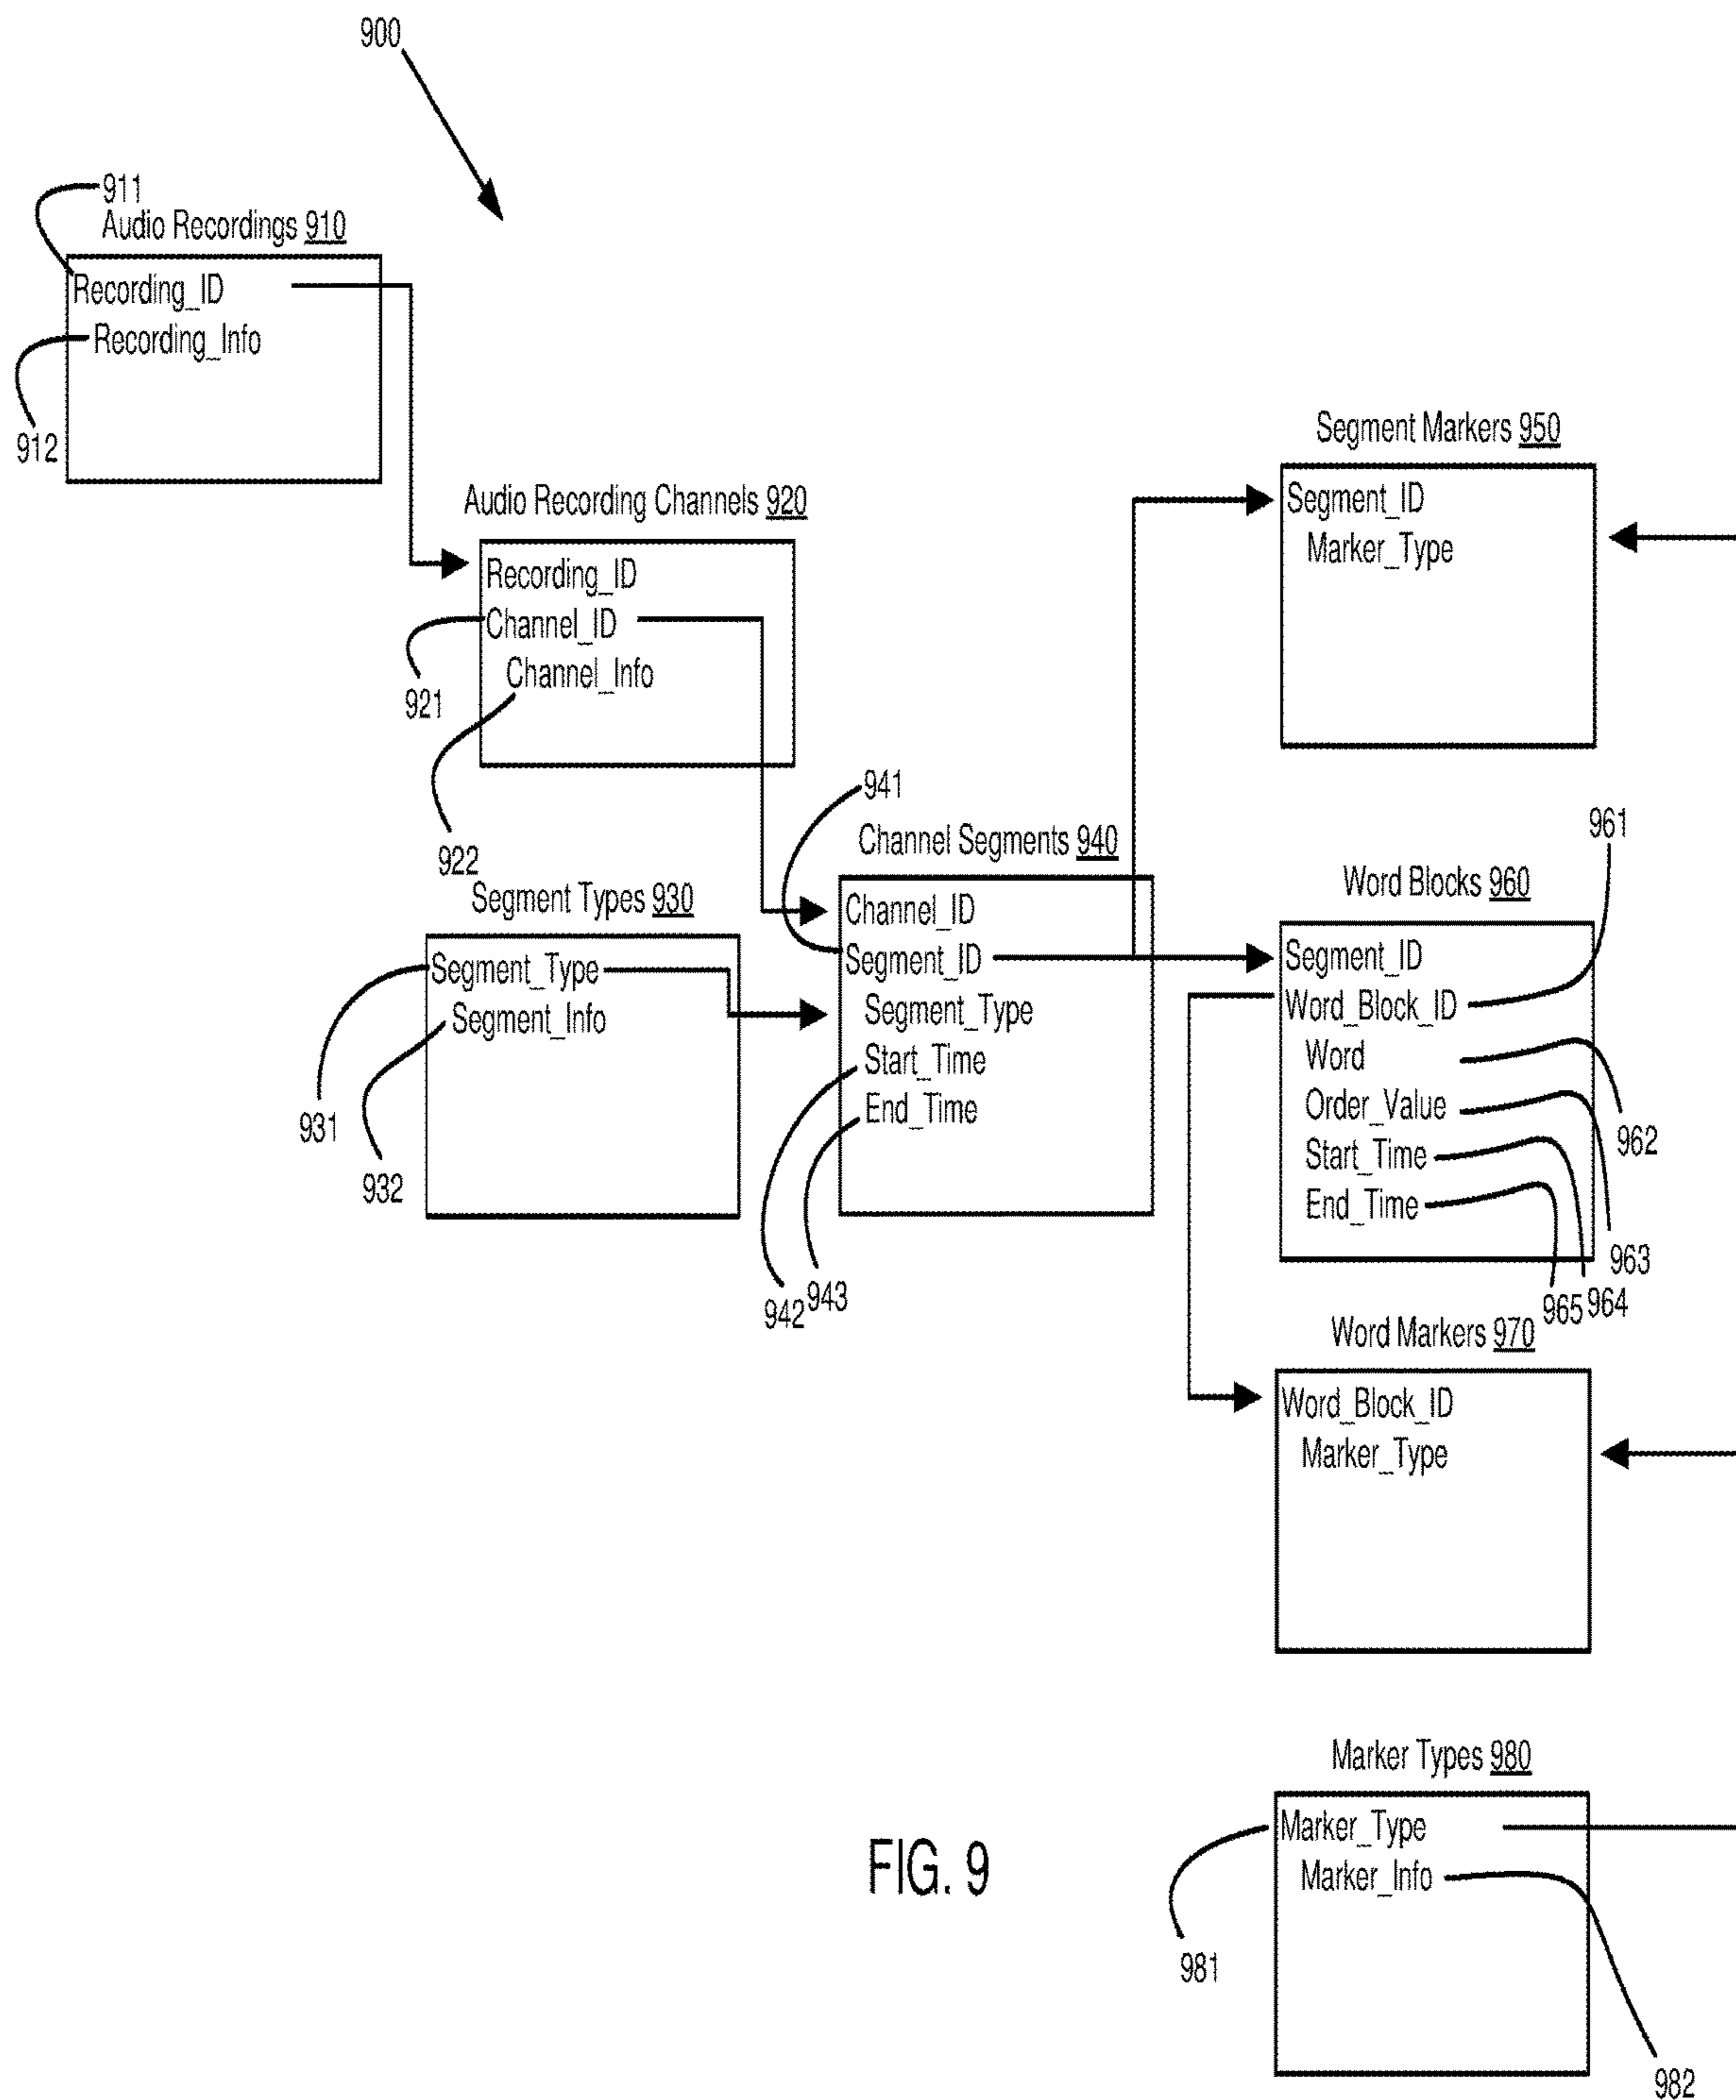 900
911
Audio Recordings 910
Recording_ID
Recording_Info
912
Audio Recording Channels 920
Recording_ID
Channel_ID
Channel_Info
921
922
Segment Types 930
Segment_Type
Segment_Info
931
932
941
Channel Segments 940
Channel_ID
Segment_ID
Segment_Type
Start_Time
End_Time
942
943
Segment Markers 950
Segment_ID
Marker_Type
961
Word Blocks 960
Segment_ID
Word_Block_ID
Word
Order_Value
Start_Time
End_Time
962
963
964
965
Word Markers 970
Word_Block_ID
Marker_Type
Marker Types 980
Marker_Type
Marker_Info
981
982
FIG. 9